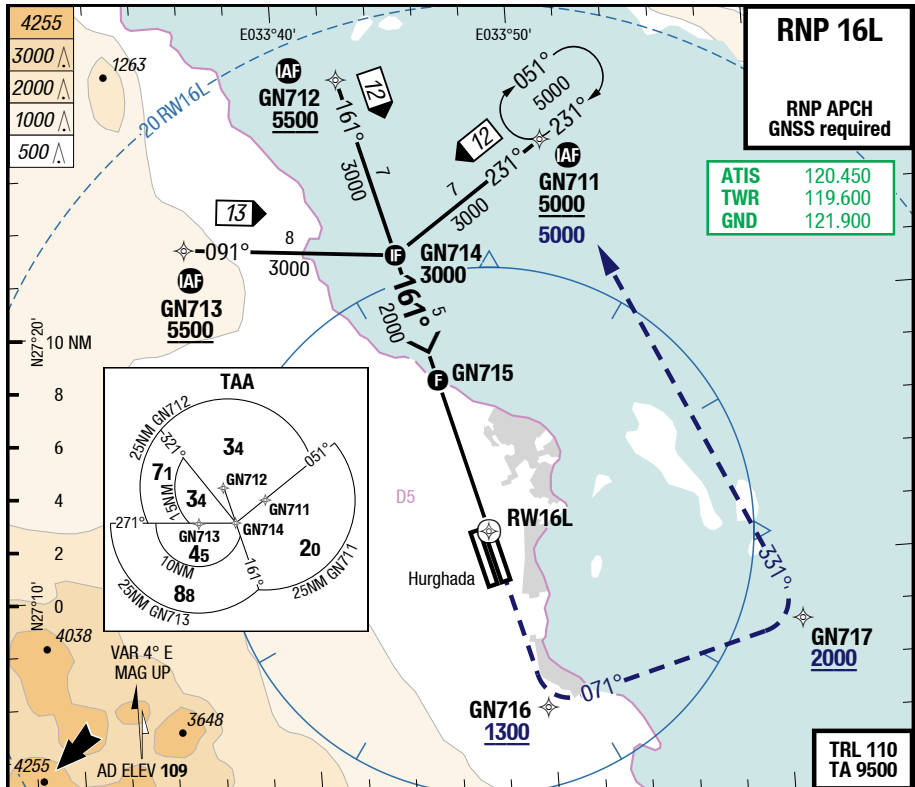 4255
3000
2000
1000
500
1263
20 RW16L
E033°40'
E033°50'
RNP 16L
RNP APCH
GNSS required
ATIS 120.450
TWR 119.600
GND 121.900
IAF
GN712
5500
161°
12
7
3000
051°
5000
231°
12
231°
7
3000
IAF
GN711
5000
5000
13
091°
8
3000
IAF
GN713
5500
IF
GN714
3000
161°
5
2000
F
GN715
N27°20'
10 NM
8
6
4
2
0
N27°10'
TAA
25NM GN712
321°
34
051°
71
15NM
34
GN712
GN711
271°
GN713
GN714
45
10NM
161°
20
25NM GN711
88
25NM GN713
D5
RW16L
Hurghada
331°
GN717
2000
071°
GN716
1300
4038
VAR 4° E
MAG UP
3648
4255
AD ELEV 109
TRL 110
TA 9500